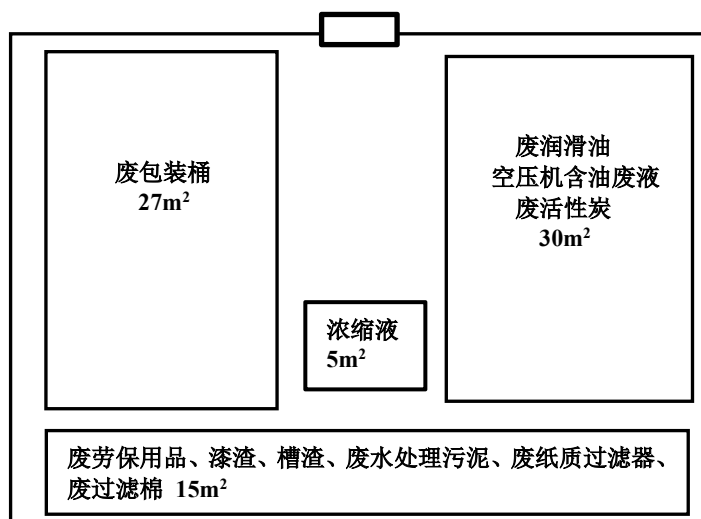 废包装桶
27m²
废润滑油
空压机含油废液
废活性炭
30m²
浓缩液
5m²
废劳保用品、漆渣、槽渣、废水处理污泥、废纸质过滤器、
废过滤棉 15m²